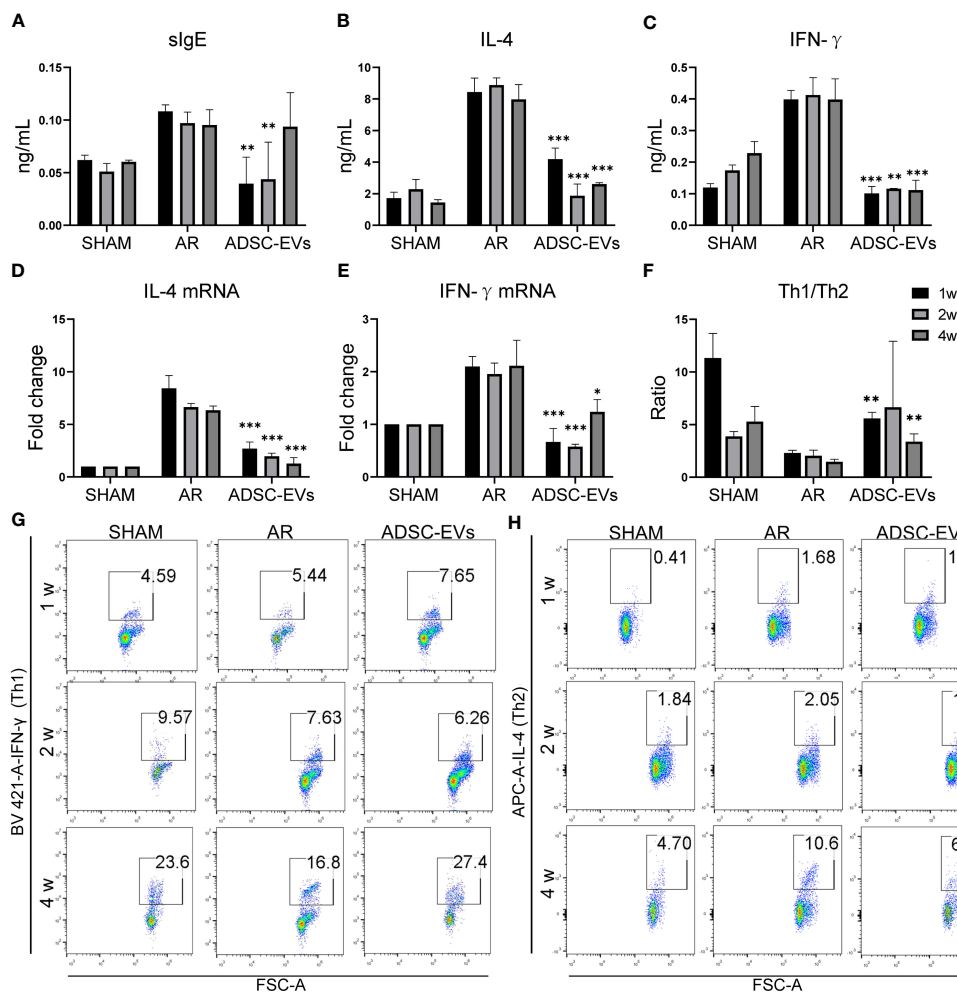 A
sIgE
ng/mL
0.15
0.10
0.05
0.00
**
**
SHAM
AR
ADSC-EVs
B
IL-4
ng/mL
10
8
6
4
2
0
***
***
***
SHAM
AR
ADSC-EVs
C
IFN- γ
ng/mL
0.5
0.4
0.3
0.2
0.1
0.0
***
**
***
SHAM
AR
ADSC-EVs
D
IL-4 mRNA
Fold change
15
10
5
0
***
***
***
SHAM
AR
ADSC-EVs
E
IFN- γ mRNA
Fold change
3
2
1
0
***
***
*
SHAM
AR
ADSC-EVs
F
Th1/Th2
Ratio
15
10
5
0
**
**
SHAM
AR
ADSC-EVs
1w
2w
4w
G
SHAM
AR
ADSC-EVs
BV 421-A-IFN-γ (Th1)
1 w
4.59
5.44
7.65
2 w
9.57
7.63
6.26
4 w
23.6
16.8
27.4
FSC-A
H
SHAM
AR
ADSC-EV
APC-A-IL-4 (Th2)
1 w
0.41
1.68
1
2 w
1.84
2.05
1
4 w
4.70
10.6
6
FSC-A